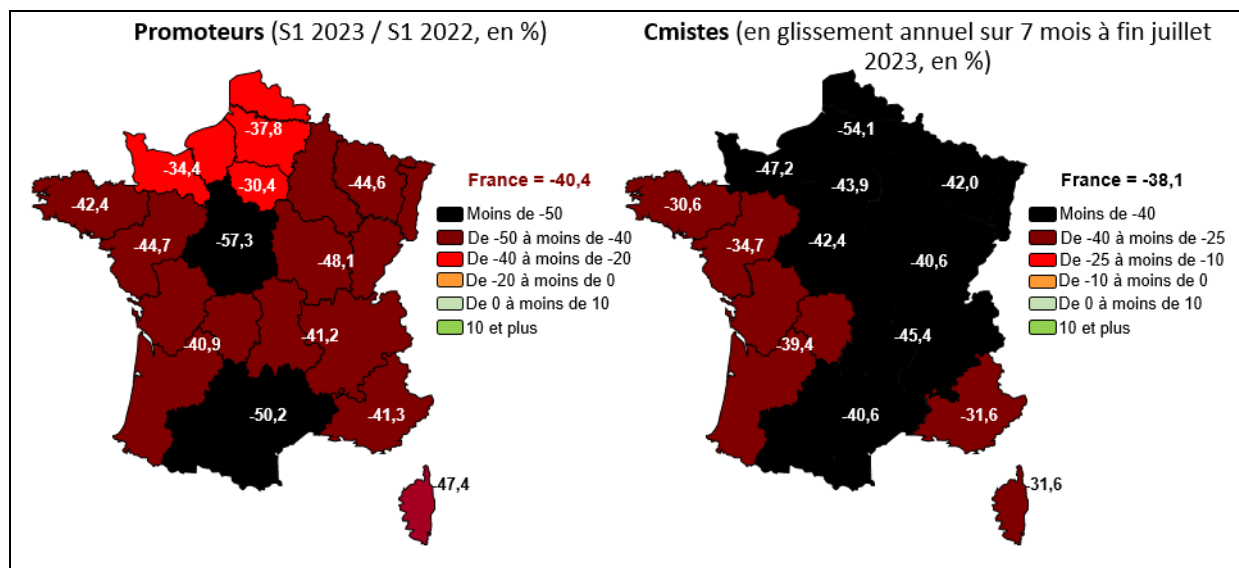 Promoteurs (S1 2023 / S1 2022, en %)
-37,8
-34,4
-30,4
-44,6
-42,4
-44,7
-57,3
-48,1
-40,9
-41,2
-50,2
-41,3
-47,4
France = -40,4
Moins de -50
De -50 à moins de -40
De -40 à moins de -20
De -20 à moins de 0
De 0 à moins de 10
10 et plus
Cmistes (en glissement annuel sur 7 mois à fin juillet
2023, en %)
-54,1
-47,2
-43,9
-42,0
-30,6
-34,7
-42,4
-40,6
-39,4
-45,4
-40,6
-31,6
-31,6
France = -38,1
Moins de -40
De -40 à moins de -25
De -25 à moins de -10
De -10 à moins de 0
De 0 à moins de 10
10 et plus